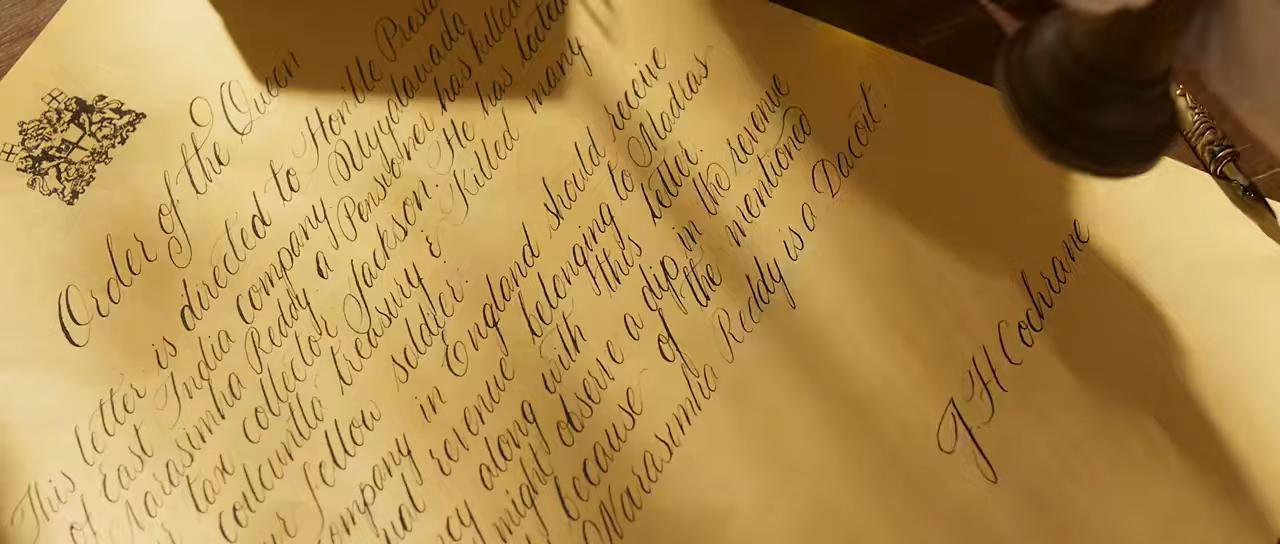 Order of the Queen
This letter is directed to Hon'ble
of East India company. Uyyalawada
Narasimha Reddy, a Pensioner has killed
tax collector Jackson. He has looted
treasury & killed many
fellow soldier.
company in England should receive
revenue belonging to Madras
along with this letter.
might observe a dip in the revenue
because of the mentioned
Narasimha Reddy is a Dacoit.
J H Cochrane